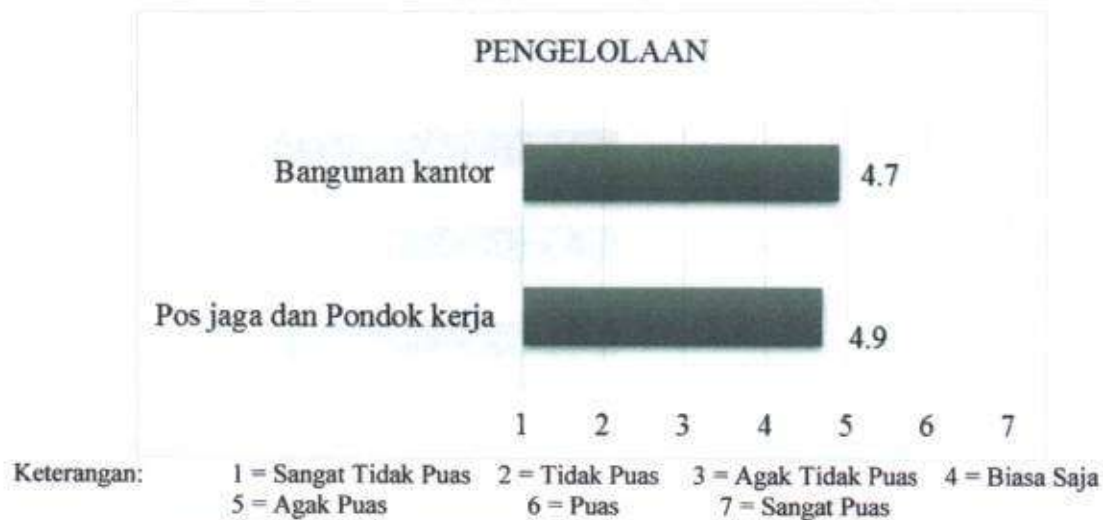 PENGELOLAAN
Bangunan kantor
4.7
Pos jaga dan Pondok kerja
4.9
1 2 3 4 5 6 7
Keterangan: 1 = Sangat Tidak Puas 2 = Tidak Puas 3 = Agak Tidak Puas 4 = Biasa Saja
5 = Agak Puas 6 = Puas 7 = Sangat Puas